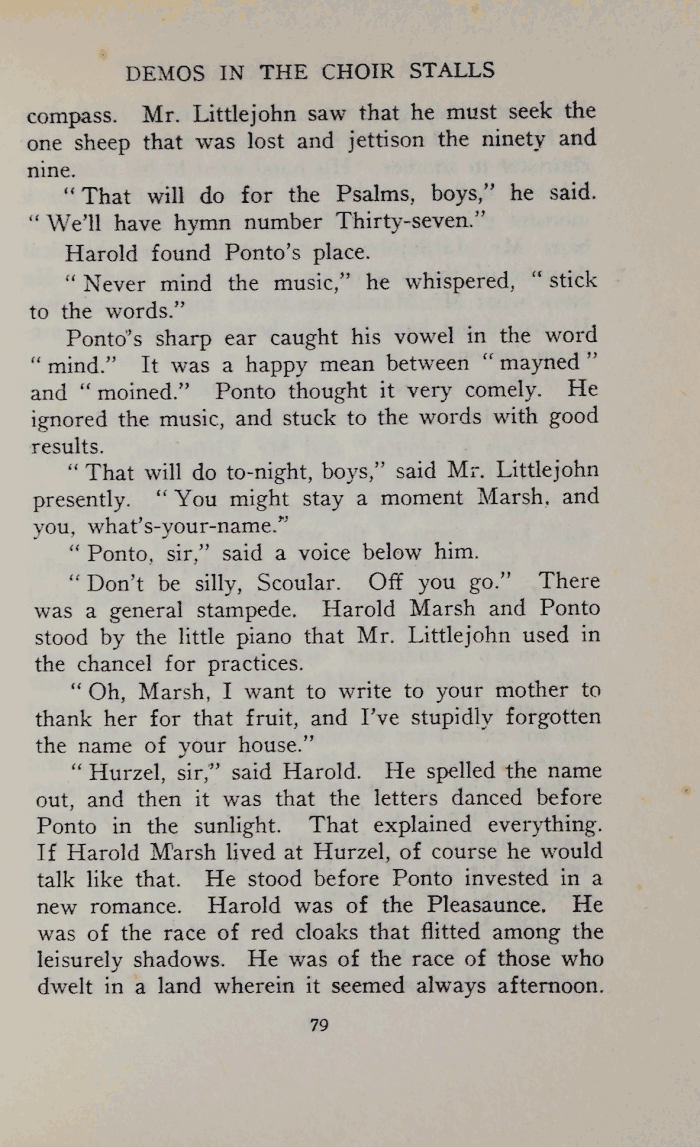 DEMOS IN THE CHOIR STALLS
compass. Mr. Littlejohn saw that he must seek the
one sheep that was lost and jettison the ninety and
nine.
“ That will do for the Psalms, boys,” he said.
“ We’ll have hymn number Thirty-seven.”
Harold found Ponto’s place.
“ Never mind the music,” he whispered, “ stick
to the words.”
Ponto’s sharp ear caught his vowel in the word
“ mind.” It was a happy mean between “ mayned ”
and “ moined.” Ponto thought it very comely. He
ignored the music, and stuck to the words with good
results.
“ That will do to-night, boys,” said Mr. Littlejohn
presently. “ You might stay a moment Marsh, and
you, what’s-your-name.”
“ Ponto, sir,” said a voice below him.
“ Don’t be silly, Scoular. Off you go.” There
was a general stampede. Harold Marsh and Ponto
stood by the little piano that Mr. Littlejohn used in
the chancel for practices.
“ Oh, Marsh, I want to write to your mother to
thank her for that fruit, and I’ve stupidly forgotten
the name of your house.”
“ Hurzel, sir,” said Harold. He spelled the name
out, and then it was that the letters danced before
Ponto in the sunlight. That explained everything.
If Harold Marsh lived at Hurzel, of course he would
talk like that. He stood before Ponto invested in a
new romance. Harold was of the Pleasaunce. He
was of the race of red cloaks that flitted among the
leisurely shadows. He was of the race of those who
dwelt in a land wherein it seemed always afternoon.
79